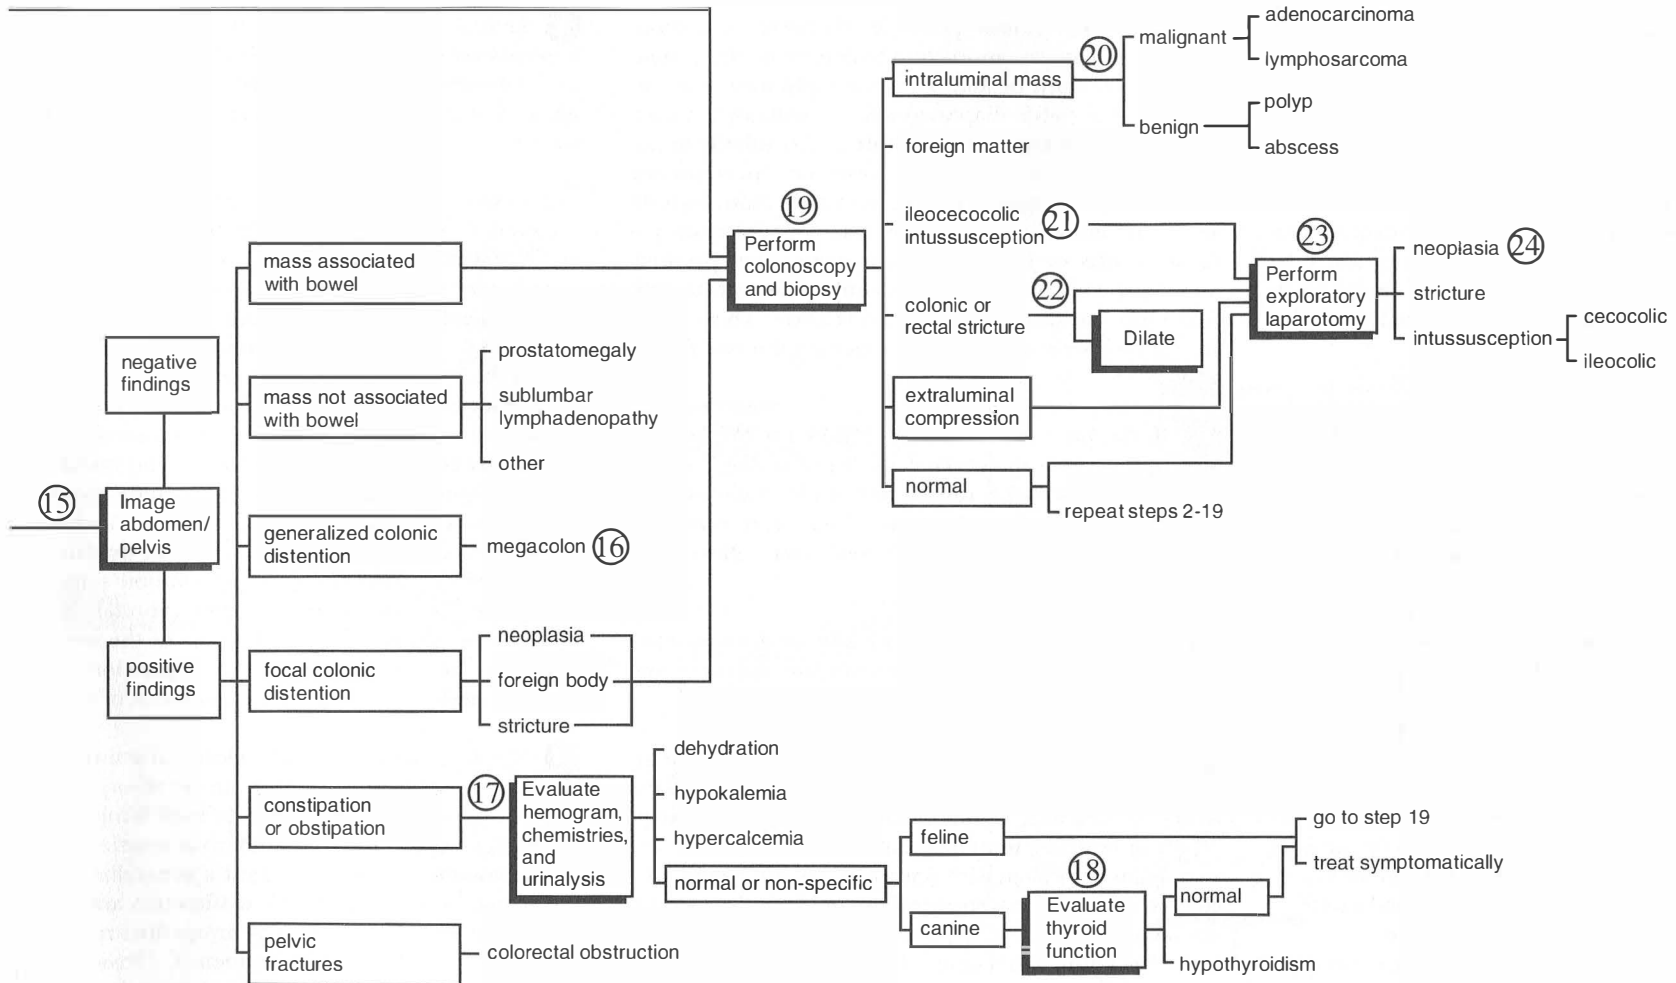 15
Image
abdomen/
pelvis
negative
findings
positive
findings
mass associated
with bowel
mass not associated
with bowel
prostatomegaly
sublumbar
lymphadenopathy
other
generalized colonic
distention
megacolon 16
focal colonic
distention
neoplasia
foreign body
stricture
constipation
or obstipation
17
Evaluate
hemogram,
chemistries,
and
urinalysis
dehydration
hypokalemia
hypercalcemia
normal or non-specific
feline
canine
18
Evaluate
thyroid
function
normal
hypothyroidism
go to step 19
treat symptomatically
pelvic
fractures
colorectal obstruction
19
Perform
colonoscopy
and biopsy
intraluminal mass
20
malignant
adenocarcinoma
lymphosarcoma
benign
polyp
abscess
foreign matter
ileocecocolic
intussusception 21
colonic or
rectal stricture
22
Dilate
extraluminal
compression
normal
repeat steps 2-19
23
Perform
exploratory
laparotomy
neoplasia 24
stricture
intussusception
cecocolic
ileocolic